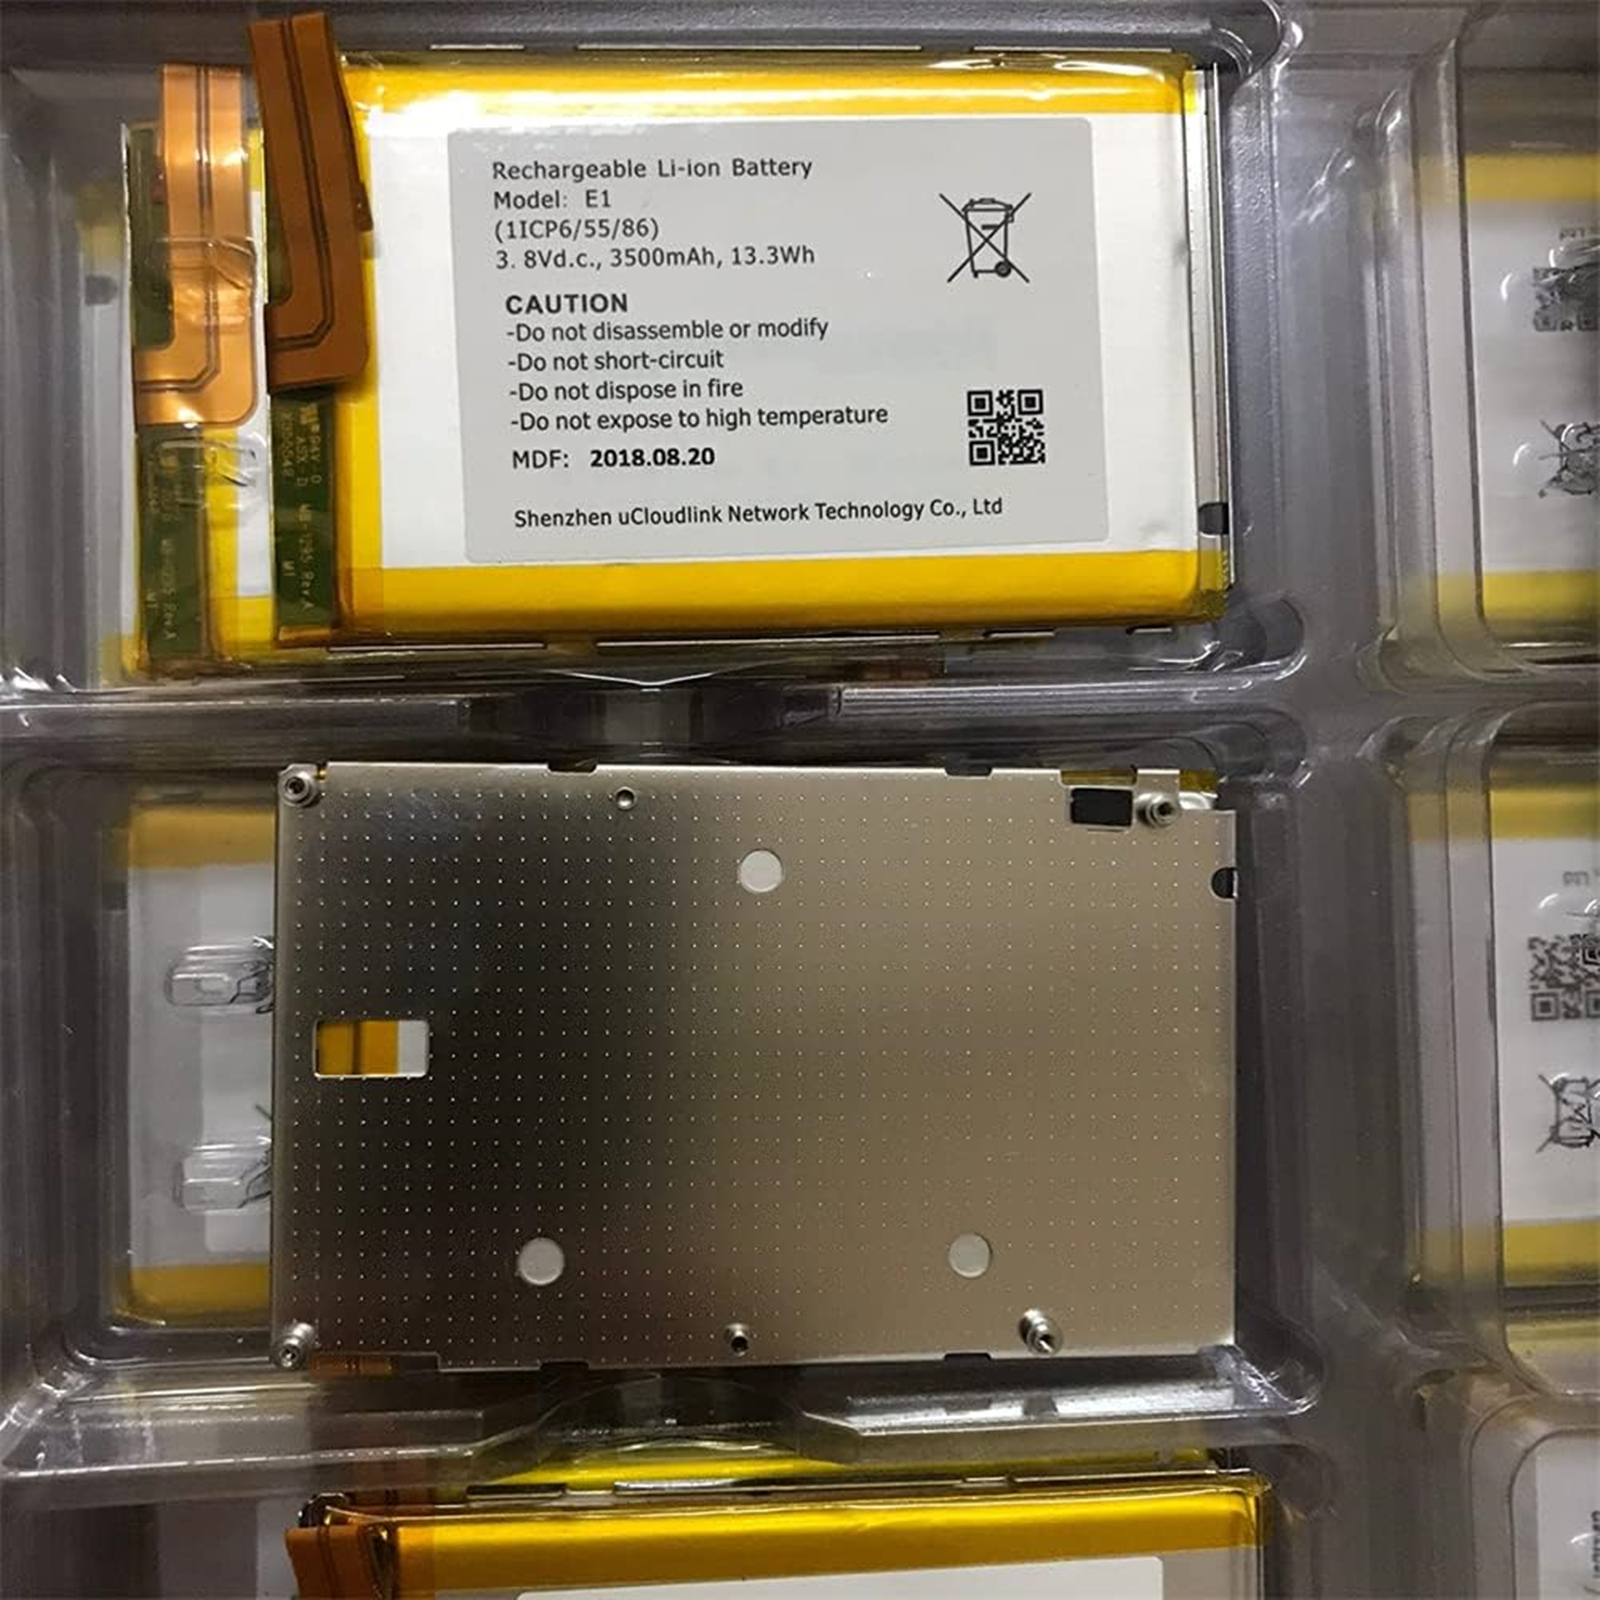 Rechargeable Li-ion Battery
Model: E1
(1ICP6/55/86)
3. 8Vd.c., 3500mAh, 13.3Wh
CAUTION
-Do not disassemble or modify
-Do not short-circuit
-Do not dispose in fire
-Do not expose to high temperature
MDF: 2018.08.20
Shenzhen uCloudlink Network Technology Co., Ltd